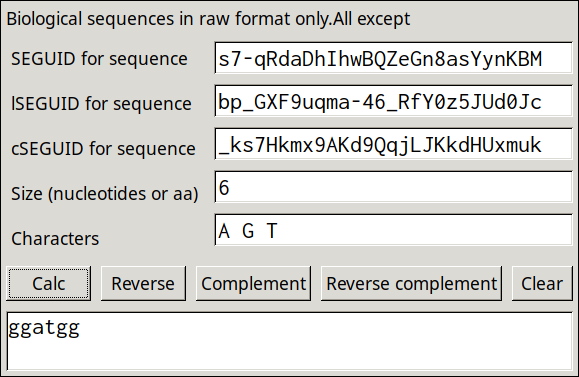 Biological sequences in raw format only.All except
SEGUID for sequence s7-qRdaDhIhwBQZeGn8asYynKBM
lSEGUID for sequence bp_GXF9uqma-46_RfY0z5JUd0Jc
cSEGUID for sequence _ks7Hkmx9AKd9QqjLJKkdHUxmuk
Size (nucleotides or aa) 6
Characters A G T
Calc Reverse Complement Reverse complement Clear
ggatgg